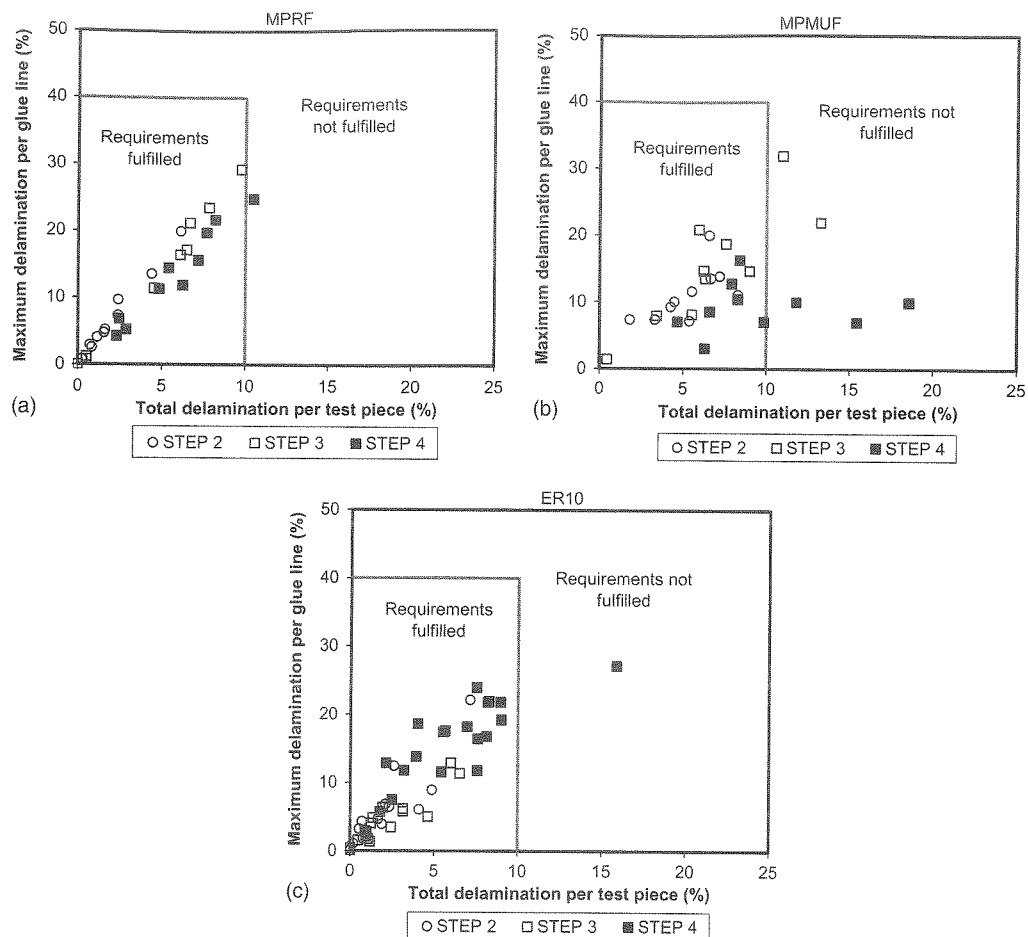 MPRF
Maximum delamination per glue line (%)
50
40
30
20
10
0
Requirements
fulfilled
Requirements
not fulfilled
0 5 10 15 20 25
(a)
Total delamination per test piece (%)
STEP 2 STEP 3 STEP 4
MPMUF
Maximum delamination per glue line (%)
50
40
30
20
10
0
Requirements
fulfilled
Requirements not
fulfilled
0 5 10 15 20 25
(b)
Total delamination per test piece (%)
STEP 2 STEP 3 STEP 4
ER10
Maximum delamination per glue line (%)
50
40
30
20
10
0
Requirements
fulfilled
Requirements not
fulfilled
0 5 10 15 20 25
(c)
Total delamination per test piece (%)
STEP 2 STEP 3 STEP 4